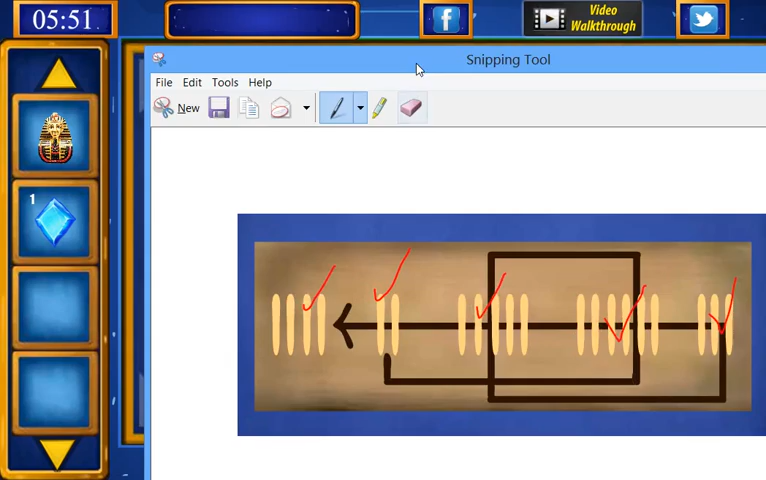 05:51
Video
Walkthrough
Snipping Tool
File Edit Tools Help
New
1